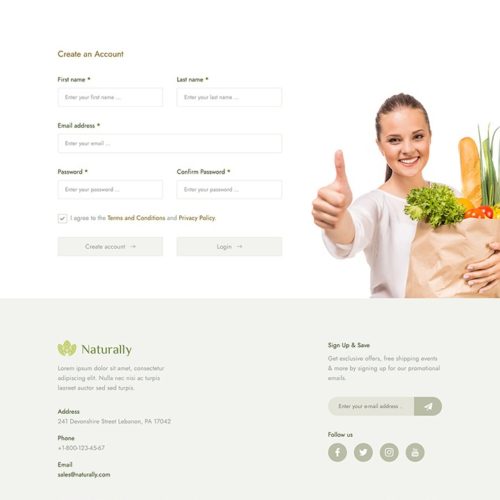 Create an Account
First name *
Last name *
Enter your first name ...
Enter your last name ...
Email address *
Enter your email ...
Password *
Confirm Password *
Enter your password ...
Enter your password ...
I agree to the Terms and Conditions and Privacy Policy.
Create account →
Login →
Naturally
Lorem ipsum dolor sit amet, consectetur
adipiscing elit. Nulla nec nisi ac turpis
laoreet auctor sed sed turpis.
Address
241 Devonshire Street Lebanon, PA 17042
Phone
+1-800-123-45-67
Email
sales@naturally.com
Sign Up & Save
Get exclusive offers, free shipping events
& more by signing up for our promotional
emails.
Enter your e-mail address ..
Follow us